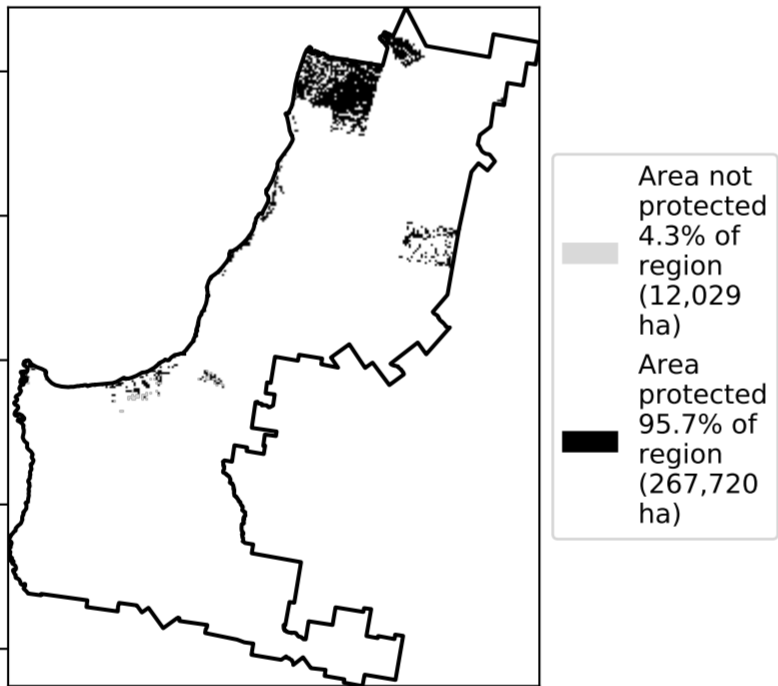 Area not
protected
4.3% of
region
(12,029
ha)
Area
protected
95.7% of
region
(267,720
ha)